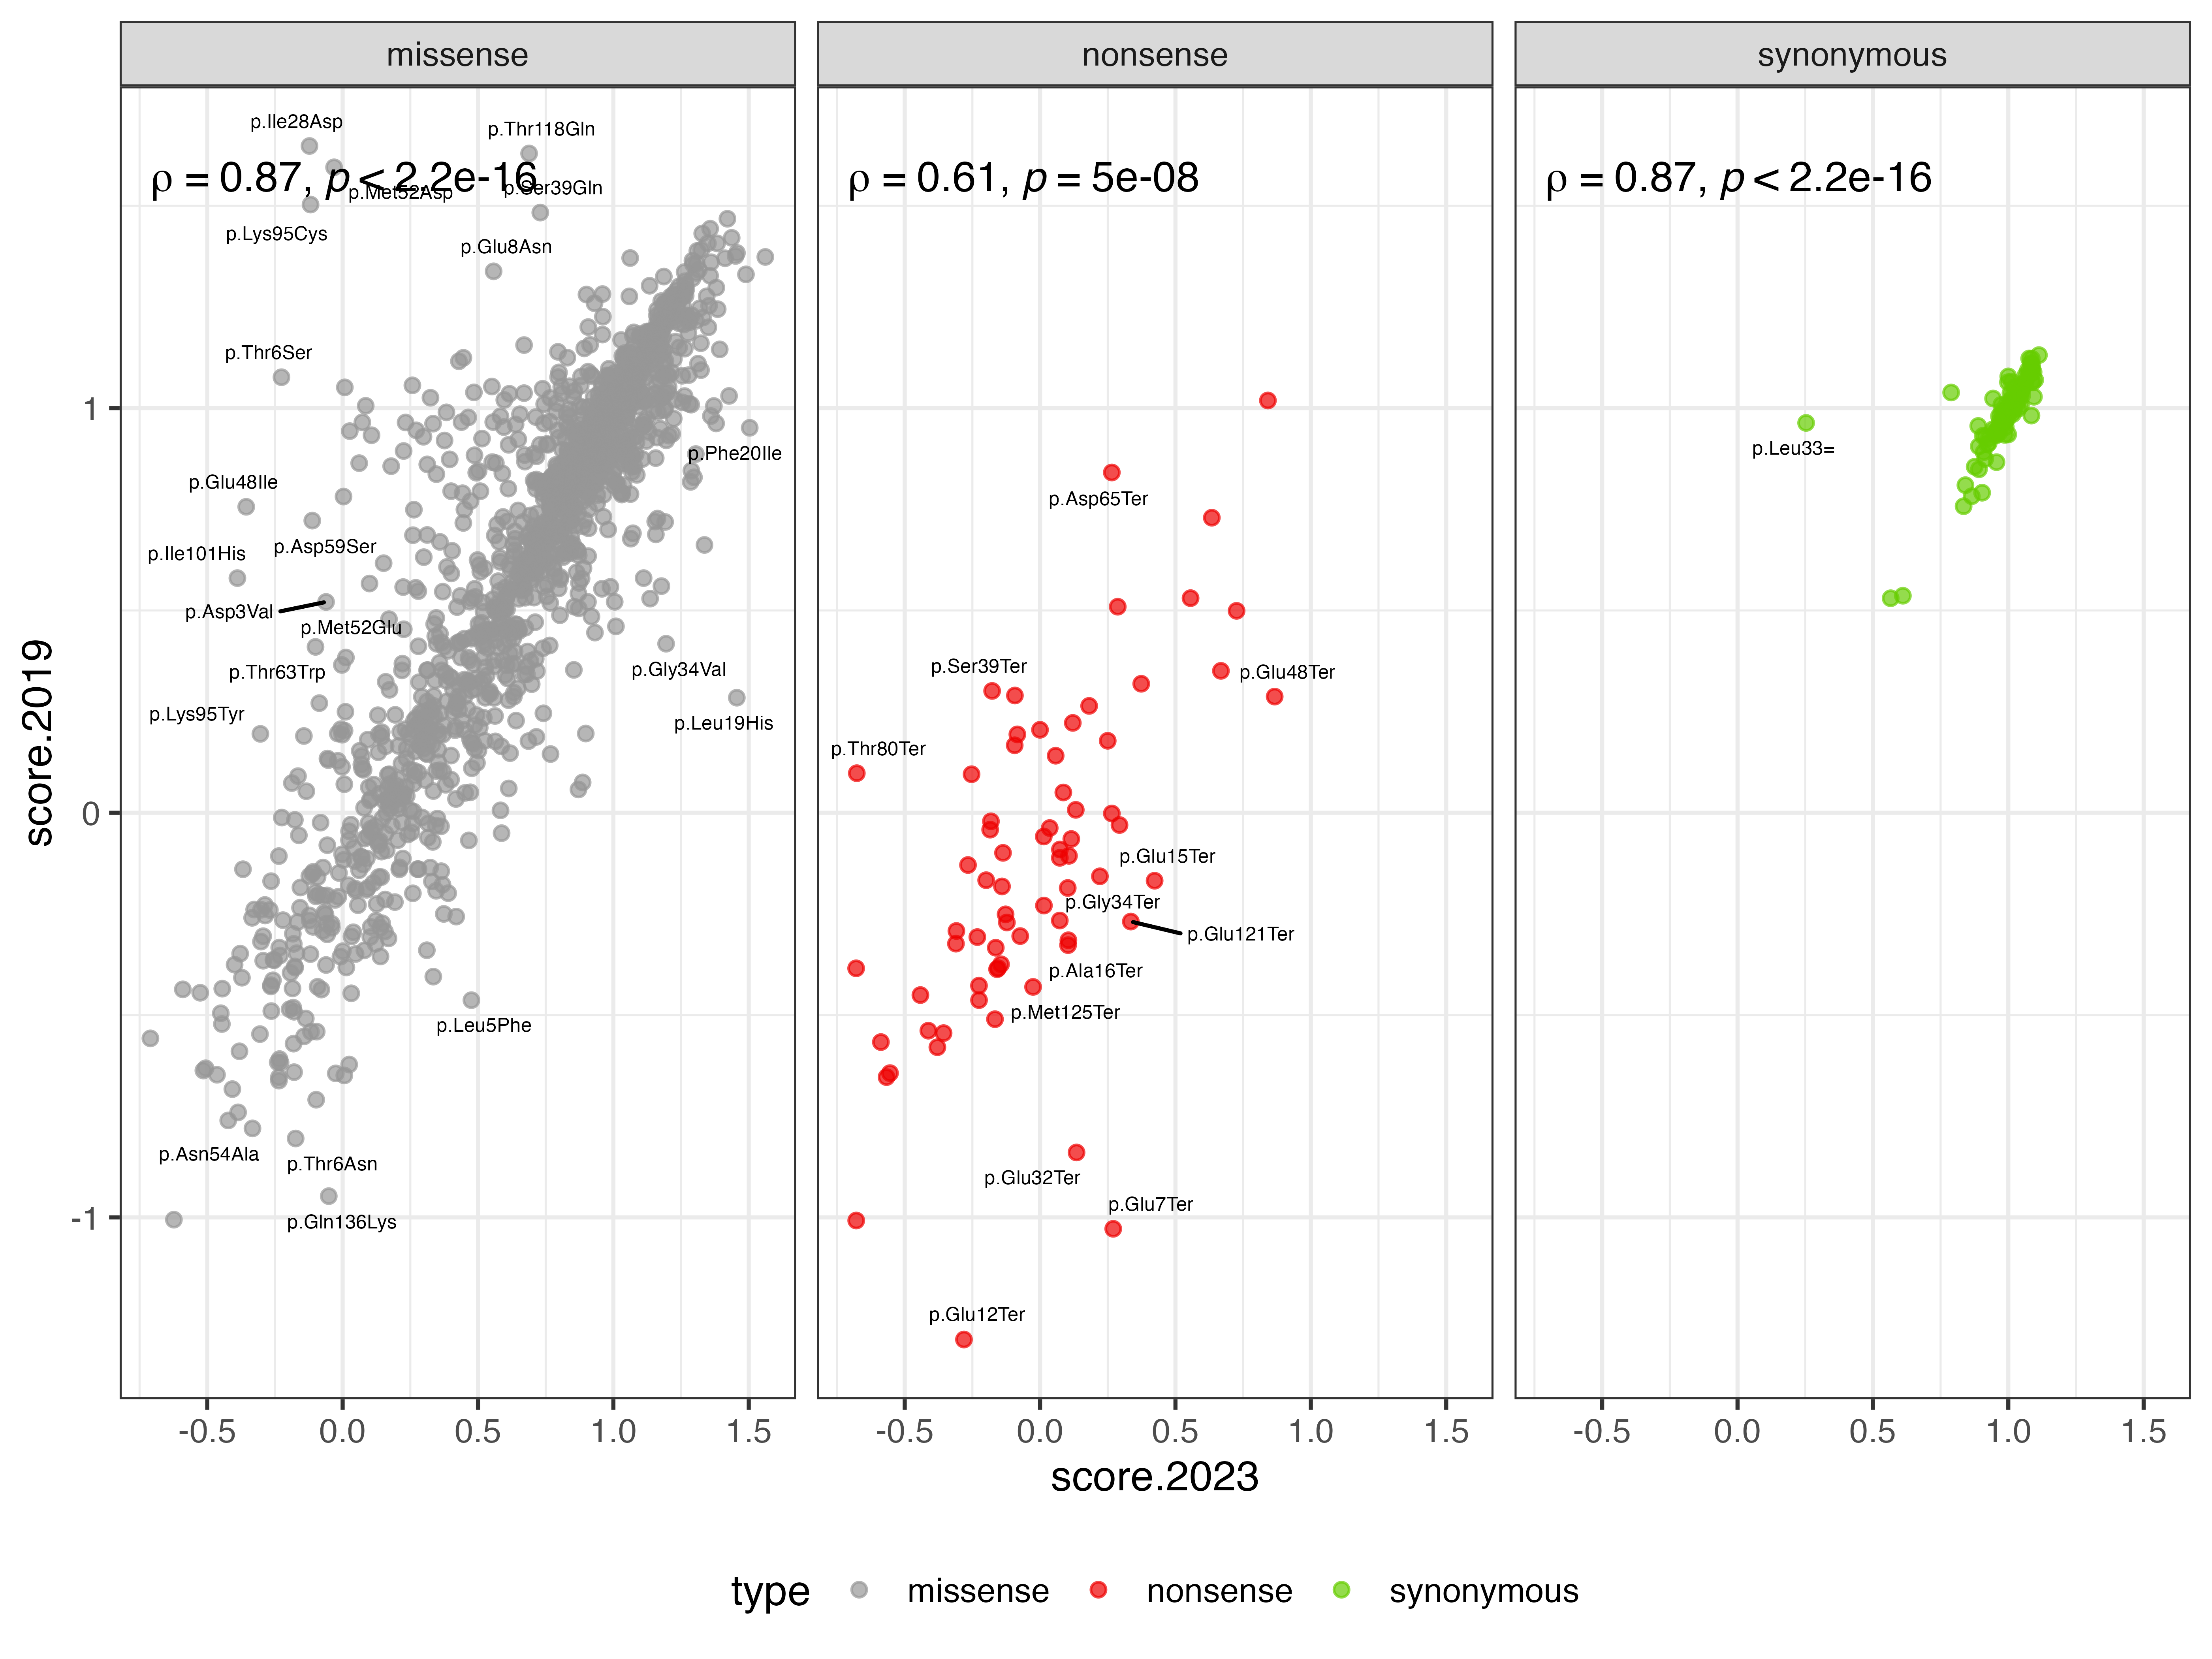 missense
nonsense
synonymous
p.Ile28Asp
p.Thr118Gln
ρ = 0.87, p < 2.2e-16
p.Met52Asp
p.Ser39Gln
p.Lys95Cys
p.Glu8Asn
p.Thr6Ser
p.Phe20Ile
p.Glu48Ile
p.Asp59Ser
p.Ile101His
p.Asp3Val
p.Met52Glu
p.Thr63Trp
p.Gly34Val
p.Lys95Tyr
p.Leu19His
p.Leu5Phe
p.Asn54Ala
p.Thr6Asn
p.Gln136Lys
ρ = 0.61, p = 5e-08
p.Asp65Ter
p.Ser39Ter
p.Glu48Ter
p.Thr80Ter
p.Glu15Ter
p.Gly34Ter
p.Glu121Ter
p.Ala16Ter
p.Met125Ter
p.Glu32Ter
p.Glu7Ter
p.Glu12Ter
ρ = 0.87, p < 2.2e-16
p.Leu33=
score.2019
1
0
-1
-0.5 0.0 0.5 1.0 1.5
-0.5 0.0 0.5 1.0 1.5
-0.5 0.0 0.5 1.0 1.5
score.2023
type missense nonsense synonymous